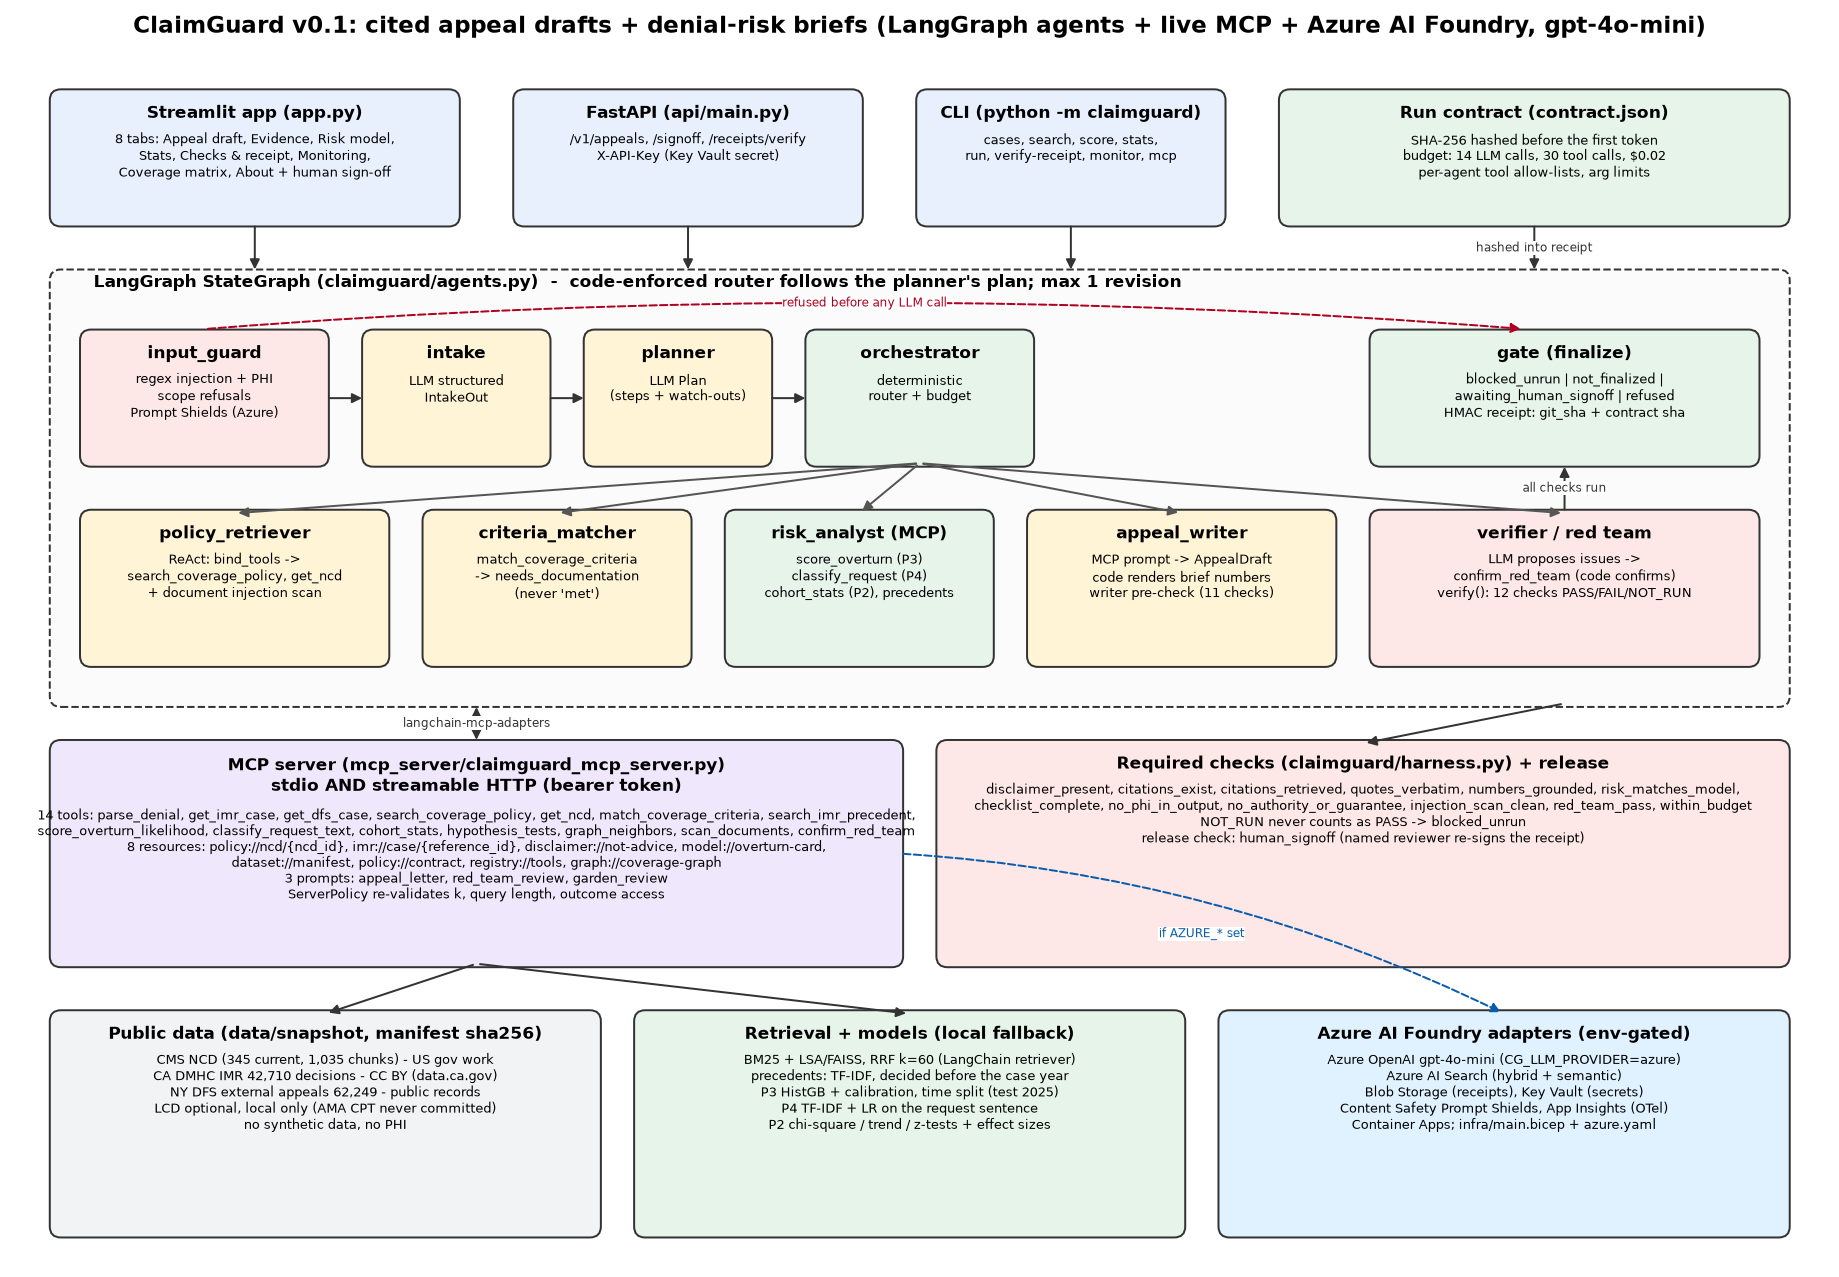 ClaimGuard v0.1: cited appeal drafts + denial-risk briefs (LangGraph agents + live MCP + Azure AI Foundry, gpt-4o-mini)
Streamlit app (app.py)
8 tabs: Appeal draft, Evidence, Risk model,
Stats, Checks & receipt, Monitoring,
Coverage matrix, About + human sign-off
FastAPI (api/main.py)
/v1/appeals, /signoff, /receipts/verify
X-API-Key (Key Vault secret)
CLI (python -m claimguard)
cases, search, score, stats,
run, verify-receipt, monitor, mcp
Run contract (contract.json)
SHA-256 hashed before the first token
budget: 14 LLM calls, 30 tool calls, $0.02
per-agent tool allow-lists, arg limits
hashed into receipt
LangGraph StateGraph (claimguard/agents.py)  -  code-enforced router follows the planner's plan; max 1 revision
refused before any LLM call
input_guard
regex injection + PHI
scope refusals
Prompt Shields (Azure)
intake
LLM structured
IntakeOut
planner
LLM Plan
(steps + watch-outs)
orchestrator
deterministic
router + budget
gate (finalize)
blocked_unrun | not_finalized |
awaiting_human_signoff | refused
HMAC receipt: git_sha + contract sha
all checks run
policy_retriever
ReAct: bind_tools ->
search_coverage_policy, get_ncd
+ document injection scan
criteria_matcher
match_coverage_criteria
-> needs_documentation
(never 'met')
risk_analyst (MCP)
score_overturn (P3)
classify_request (P4)
cohort_stats (P2), precedents
appeal_writer
MCP prompt -> AppealDraft
code renders brief numbers
writer pre-check (11 checks)
verifier / red team
LLM proposes issues ->
confirm_red_team (code confirms)
verify(): 12 checks PASS/FAIL/NOT_RUN
langchain-mcp-adapters
MCP server (mcp_server/claimguard_mcp_server.py)
stdio AND streamable HTTP (bearer token)
14 tools: parse_denial, get_imr_case, get_dfs_case, search_coverage_policy, get_ncd, match_coverage_criteria, search_imr_precedent,
score_overturn_likelihood, classify_request_text, cohort_stats, hypothesis_tests, graph_neighbors, scan_documents, confirm_red_team
8 resources: policy://ncd/{ncd_id}, imr://case/{reference_id}, disclaimer://not-advice, model://overturn-card,
dataset://manifest, policy://contract, registry://tools, graph://coverage-graph
3 prompts: appeal_letter, red_team_review, garden_review
ServerPolicy re-validates k, query length, outcome access
Required checks (claimguard/harness.py) + release
disclaimer_present, citations_exist, citations_retrieved, quotes_verbatim, numbers_grounded, risk_matches_model,
checklist_complete, no_phi_in_output, no_authority_or_guarantee, injection_scan_clean, red_team_pass, within_budget
NOT_RUN never counts as PASS -> blocked_unrun
release check: human_signoff (named reviewer re-signs the receipt)
if AZURE_* set
Public data (data/snapshot, manifest sha256)
CMS NCD (345 current, 1,035 chunks) - US gov work
CA DMHC IMR 42,710 decisions - CC BY (data.ca.gov)
NY DFS external appeals 62,249 - public records
LCD optional, local only (AMA CPT never committed)
no synthetic data, no PHI
Retrieval + models (local fallback)
BM25 + LSA/FAISS, RRF k=60 (LangChain retriever)
precedents: TF-IDF, decided before the case year
P3 HistGB + calibration, time split (test 2025)
P4 TF-IDF + LR on the request sentence
P2 chi-square / trend / z-tests + effect sizes
Azure AI Foundry adapters (env-gated)
Azure OpenAI gpt-4o-mini (CG_LLM_PROVIDER=azure)
Azure AI Search (hybrid + semantic)
Blob Storage (receipts), Key Vault (secrets)
Content Safety Prompt Shields, App Insights (OTel)
Container Apps; infra/main.bicep + azure.yaml